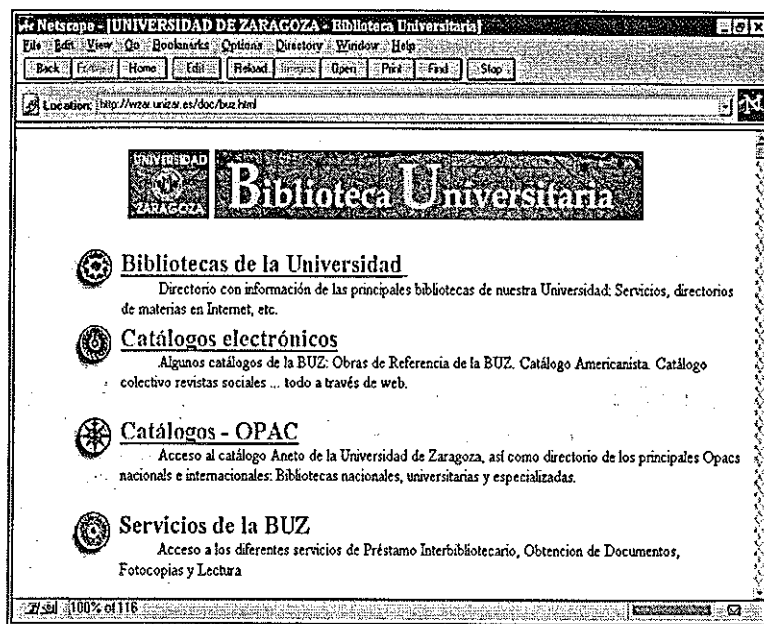 Netscape - [UNIVERSIDAD DE ZARAGOZA - Biblioteca Universitaria]
File Edit View Go Bookmarks Options Directory Window Help
Back Forward Home Edit Reload Images Open Print Find Stop
Location: http://wzar.unizar.es/doc/buz.html
N
UNIVERSIDAD
ZARAGOZA
Biblioteca Universitaria
Bibliotecas de la Universidad
Directorio con información de las principales bibliotecas de nuestra Universidad: Servicios, directorios
de materias en Internet, etc.
Catálogos electrónicos
Algunos catálogos de la BUZ: Obras de Referencia de la BUZ. Catálogo Americanista. Catálogo
colectivo revistas sociales ... todo a través de web.
Catálogos - OPAC
Acceso al catálogo Aneto de la Universidad de Zaragoza, así como directorio de los principales Opacs
nacionals e internacionales: Bibliotecas nacionales, universitarias y especializadas.
Servicios de la BUZ
Acceso a los diferentes servicios de Préstamo Interbibliotecario, Obtencion de Documentos,
Fotocopias y Lectura
100% of 116